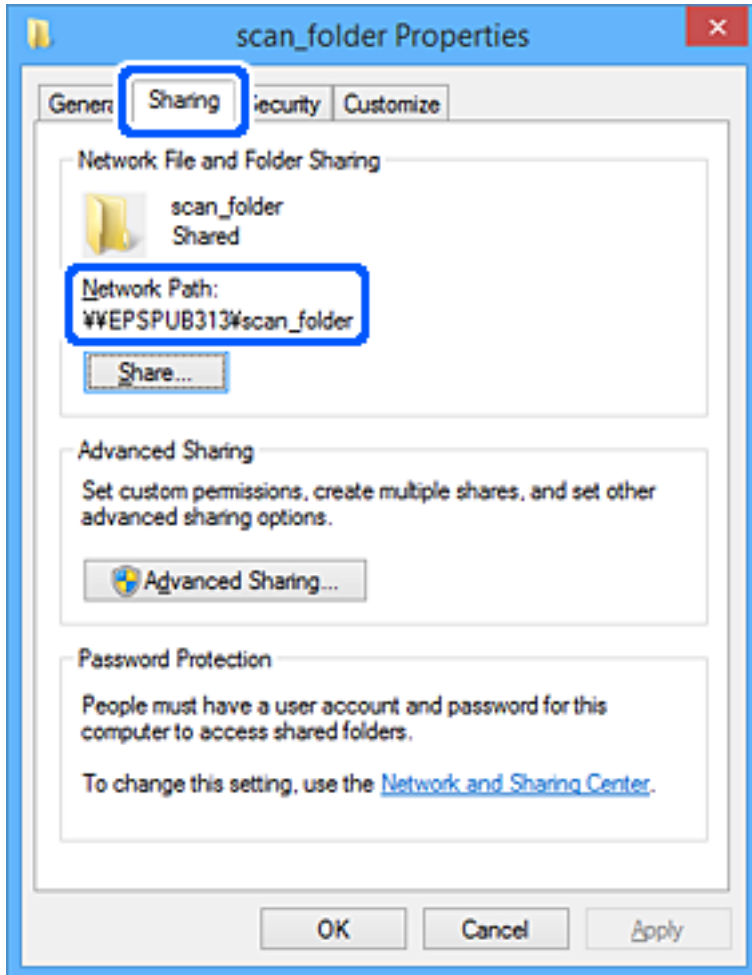 scan_folder Properties
Sharing
Customize
Network File and Folder Sharing
scan_folder
Shared
Network Path:
¥¥EPSPUB313¥scan_folder
Share...
Advanced Sharing
Set custom permissions, create multiple shares, and set other
advanced sharing options.
Advanced Sharing...
Password Protection
People must have a user account and password for this
computer to access shared folders.
To change this setting, use the Network and Sharing Center.
OK Cancel Apply